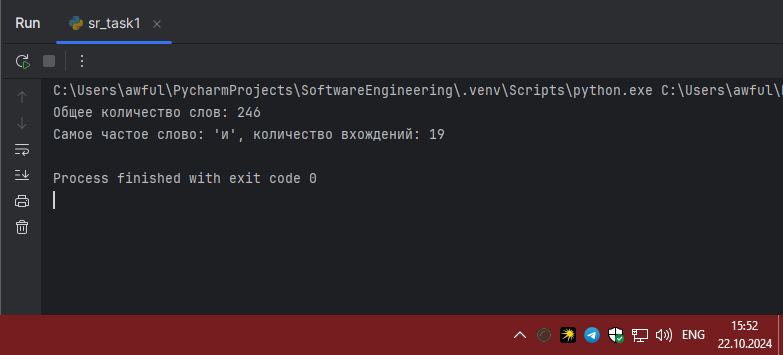 Run
sr_task1
C:\Users\awful\PycharmProjects\SoftwareEngineering\.venv\Scripts\python.exe C:\Users\awful\
Общее количество слов: 246
Самое частое слово: 'и', количество вхождений: 19
Process finished with exit code 0
ENG
15:52
22.10.2024